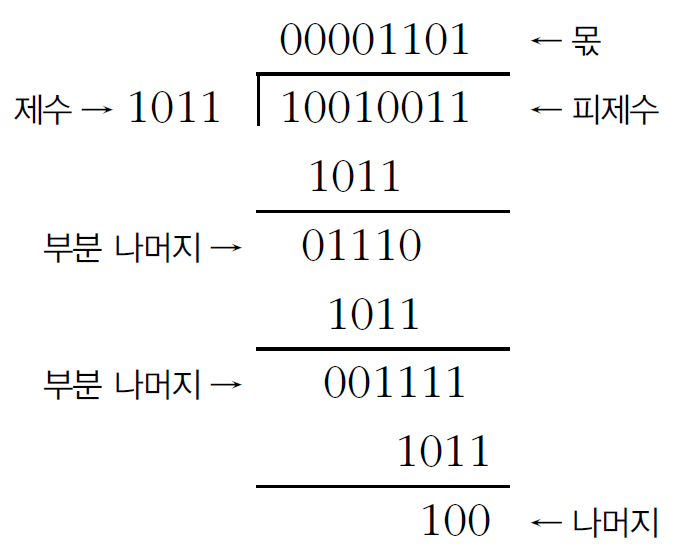 00001101 ← 몫
제수 → 1011 10010011 ← 피제수
1011
부분 나머지 → 01110
1011
부분 나머지 → 001111
1011
100 ← 나머지